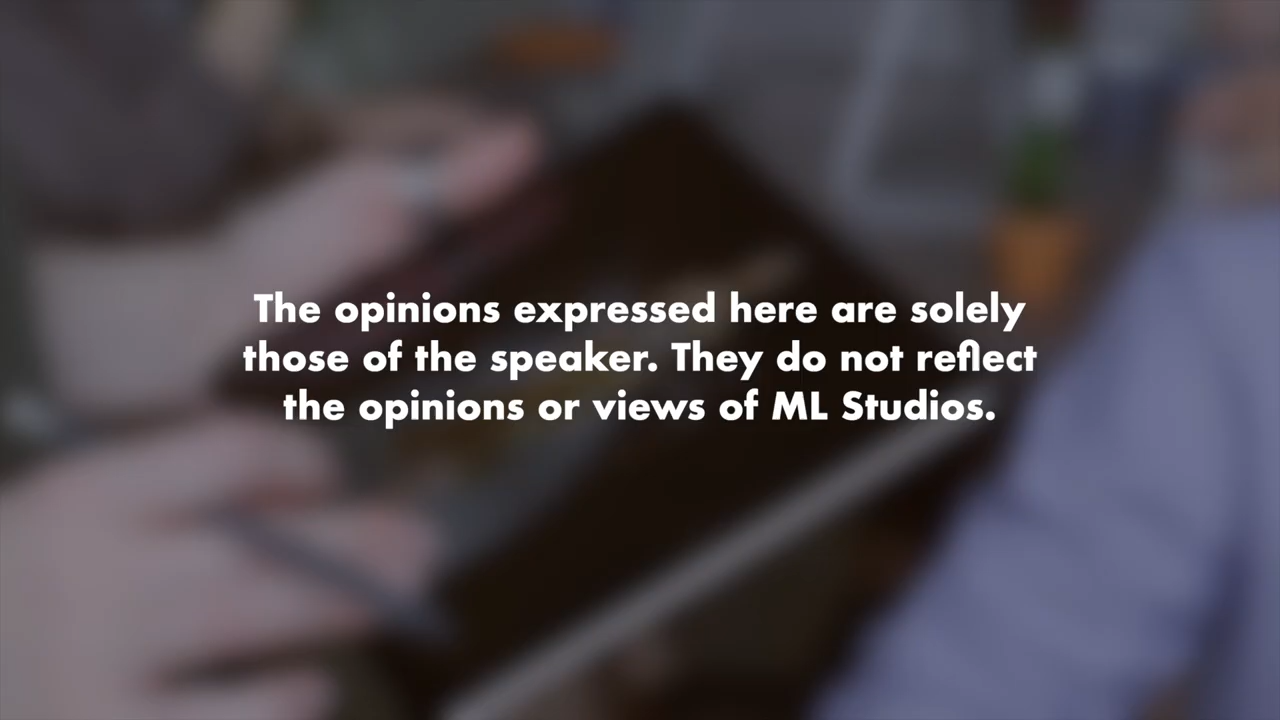 The opinions expressed here are solely
those of the speaker. They do not reflect
the opinions or views of ML Studios.